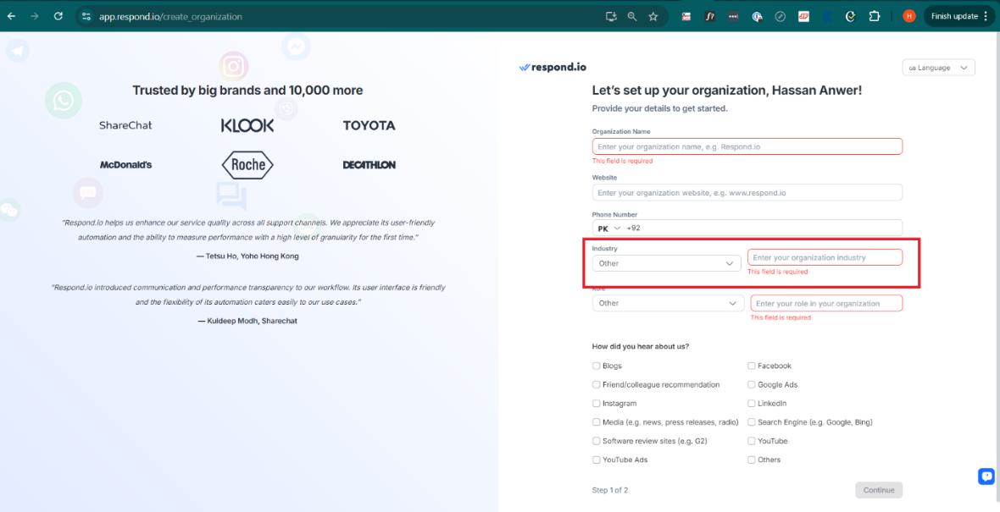 app.respond.io/create_organization
Finish update
Trusted by big brands and 10,000 more
ShareChat
KLOOK
TOYOTA
McDonald's
Roche
DECATHLON
"Respond.io helps us enhance our service quality across all support channels. We appreciate its user-friendly
automation and the ability to measure performance with a high level of granularity for the first time."
— Tetsu Ho, Yoho Hong Kong
"Respond.io introduced communication and performance transparency to our workflow. Its user interface is friendly
and the flexibility of its automation caters easily to our use cases."
— Kuldeep Modh, Sharechat
respond.io
GB Language
Let's set up your organization, Hassan Anwer!
Provide your details to get started.
Organization Name
Enter your organization name, e.g. Respond.io
This field is required
Website
Enter your organization website, e.g. www.respond.io
Phone Number
PK +92
Industry
Other
Enter your organization industry
This field is required
Role
Other
Enter your role in your organization
This field is required
How did you hear about us?
Blogs
Facebook
Friend/colleague recommendation
Google Ads
Instagram
LinkedIn
Media (e.g. news, press releases, radio)
Search Engine (e.g. Google, Bing)
Software review sites (e.g. G2)
YouTube
YouTube Ads
Others
Step 1 of 2
Continue